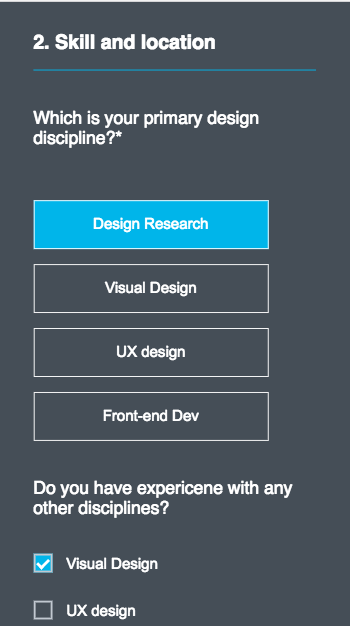 2. Skill and location
Which is your primary design
discipline?*
Design Research
Visual Design
UX design
Front-end Dev
Do you have expericene with any
other disciplines?
Visual Design
UX design